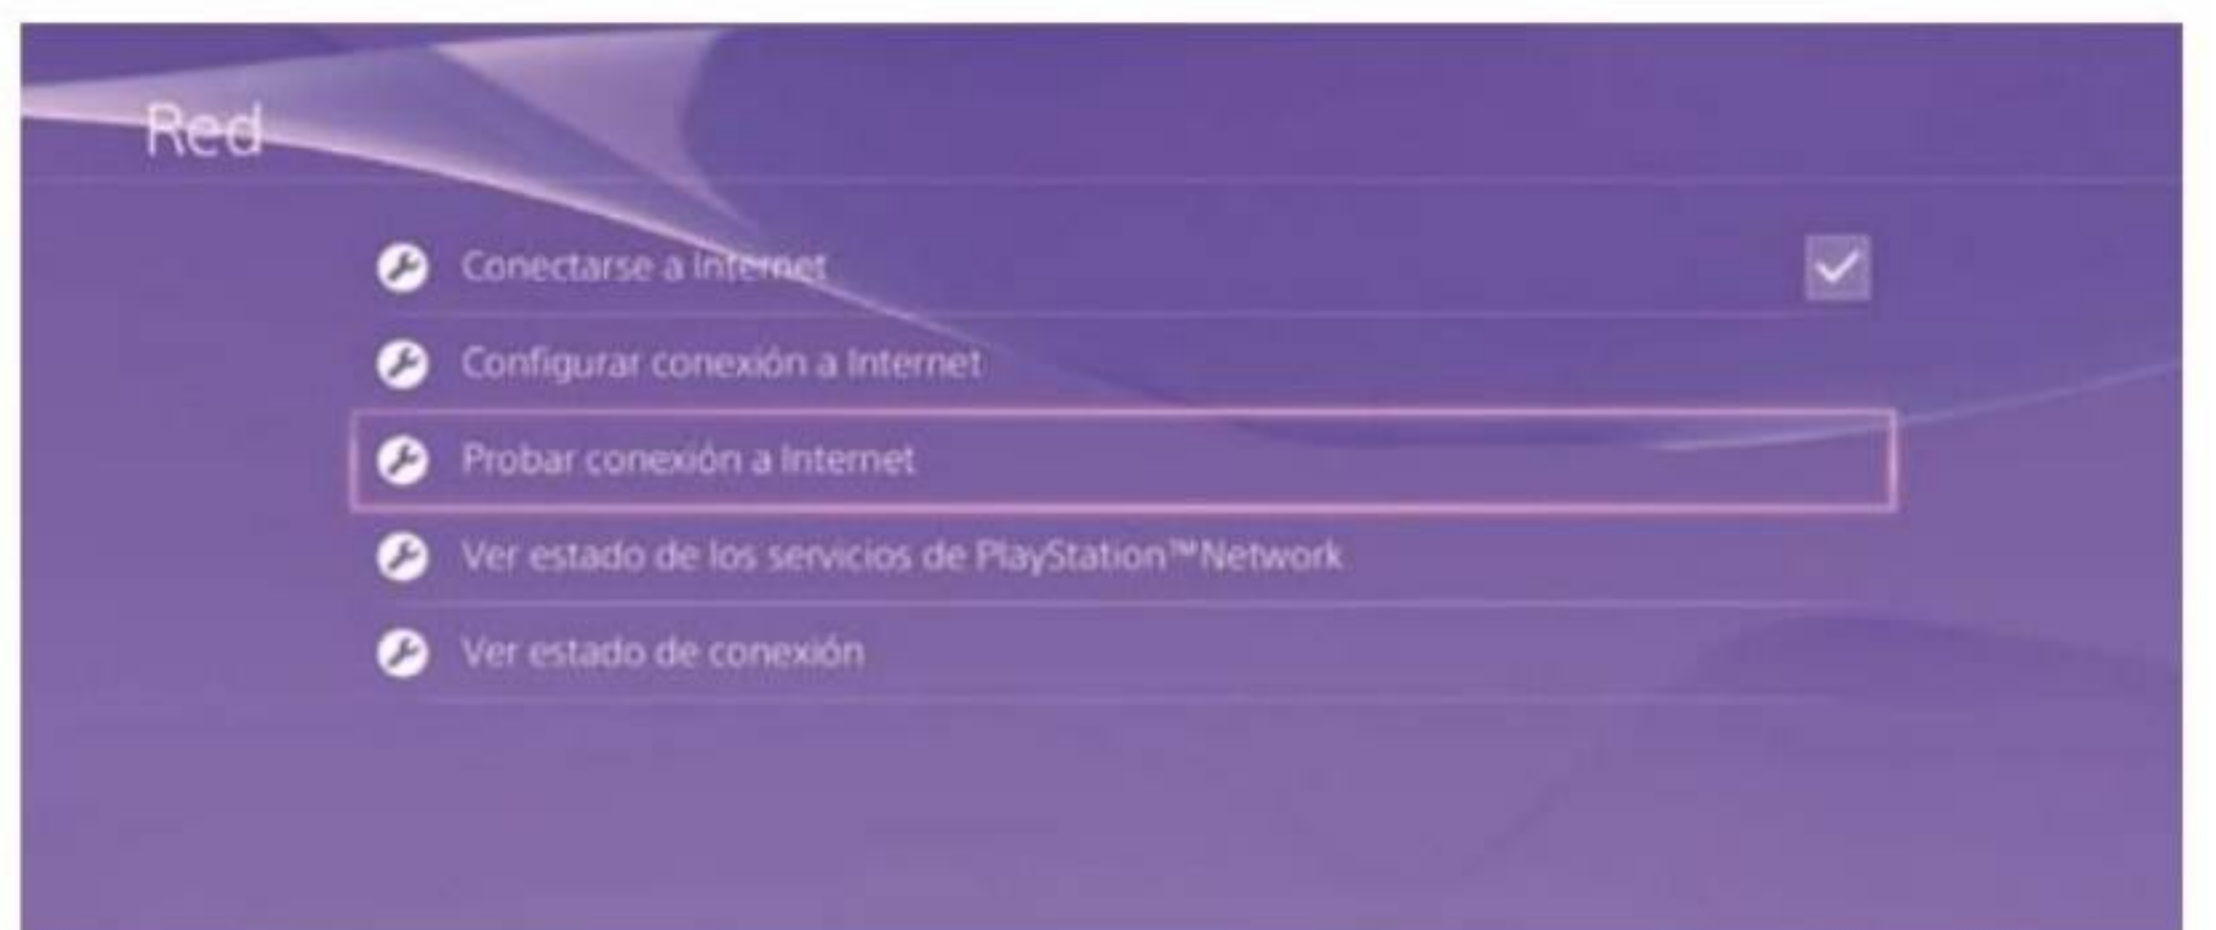 Red
Conectarse a Internet
Configurar conexión a Internet
Probar conexión a Internet
Ver estado de los servicios de PlayStation™Network
Ver estado de conexión